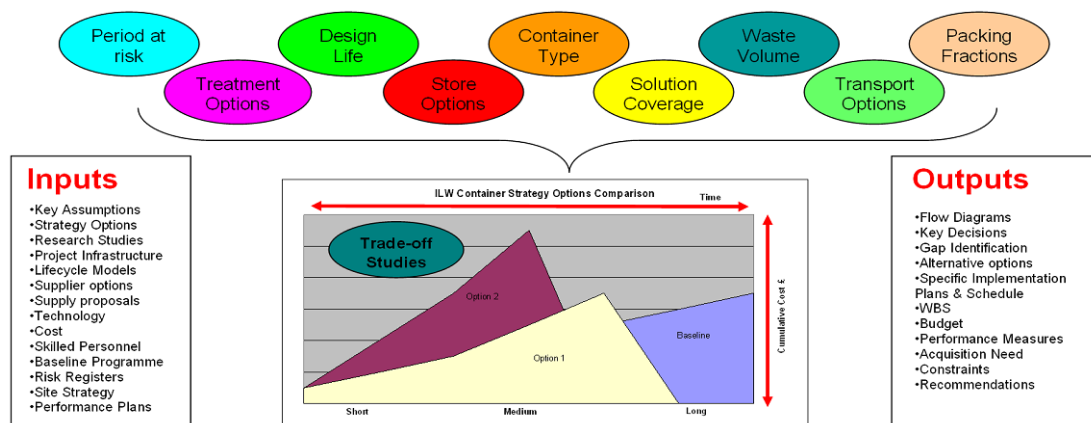 Period at
risk
Design
Life
Container
Type
Waste
Volume
Packing
Fractions
Treatment
Options
Store
Options
Solution
Coverage
Transport
Options
Inputs
•Key Assumptions
•Strategy Options
•Research Studies
•Project Infrastructure
•Lifecycle Models
•Supplier options
•Supply proposals
•Technology
•Cost
•Skilled Personnel
•Baseline Programme
•Risk Registers
•Site Strategy
•Performance Plans
ILW Container Strategy Options Comparison
Time
Trade-off
Studies
Option 2
Option 1
Baseline
Cumulative Cost £
Short
Medium
Long
Outputs
•Flow Diagrams
•Key Decisions
•Gap Identification
•Alternative options
•Specific Implementation
Plans & Schedule
•WBS
•Budget
•Performance Measures
•Acquisition Need
•Constraints
•Recommendations